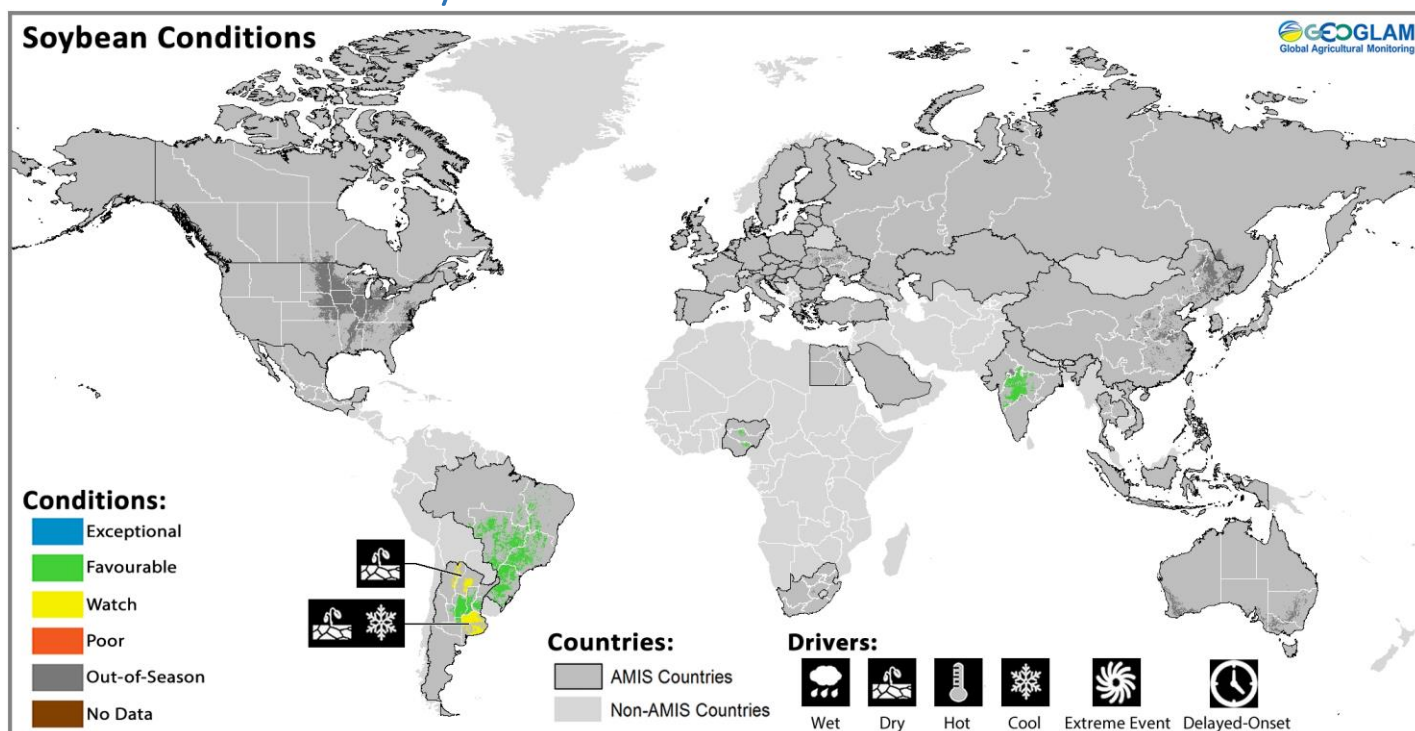 Soybean Conditions
GEOGLAM
Global Agricultural Monitoring
Conditions:
Exceptional
Favourable
Watch
Poor
Out-of-Season
No Data
Countries:
AMIS Countries
Non-AMIS Countries
Drivers:
Wet
Dry
Hot
Cool
Extreme Event
Delayed-Onset